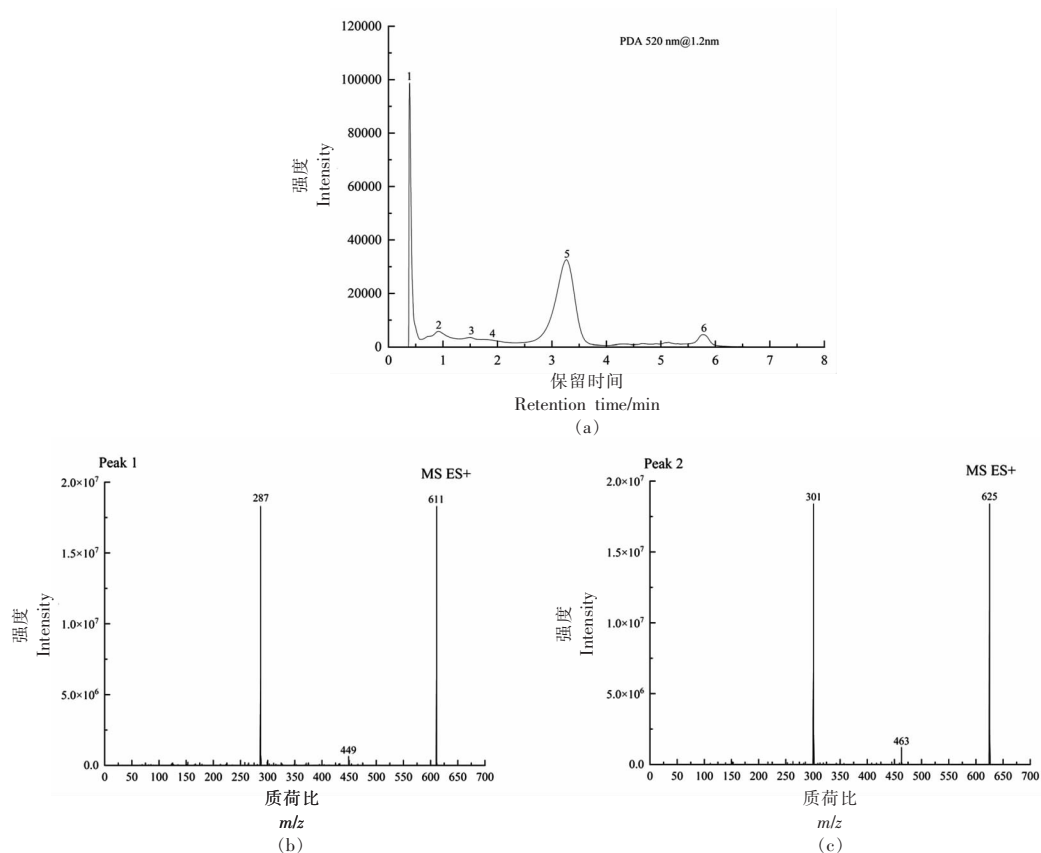 PDA 520 nm@1.2nm
120000
100000
80000
60000
40000
20000
0
1
2
3
4
5
6
0 1 2 3 4 5 6 7 8
强度
Intensity
保留时间
Retention time/min
(a)
Peak 1
MS ES+
2.0×10⁷
1.5×10⁷
1.0×10⁷
5.0×10⁶
0.0
287
449
611
0 50 100 150 200 250 300 350 400 450 500 550 600 650 700
强度
Intensity
质荷比
m/z
(b)
Peak 2
MS ES+
2.0×10⁷
1.5×10⁷
1.0×10⁷
5.0×10⁶
0.0
301
463
625
0 50 100 150 200 250 300 350 400 450 500 550 600 650 700
强度
Intensity
质荷比
m/z
(c)